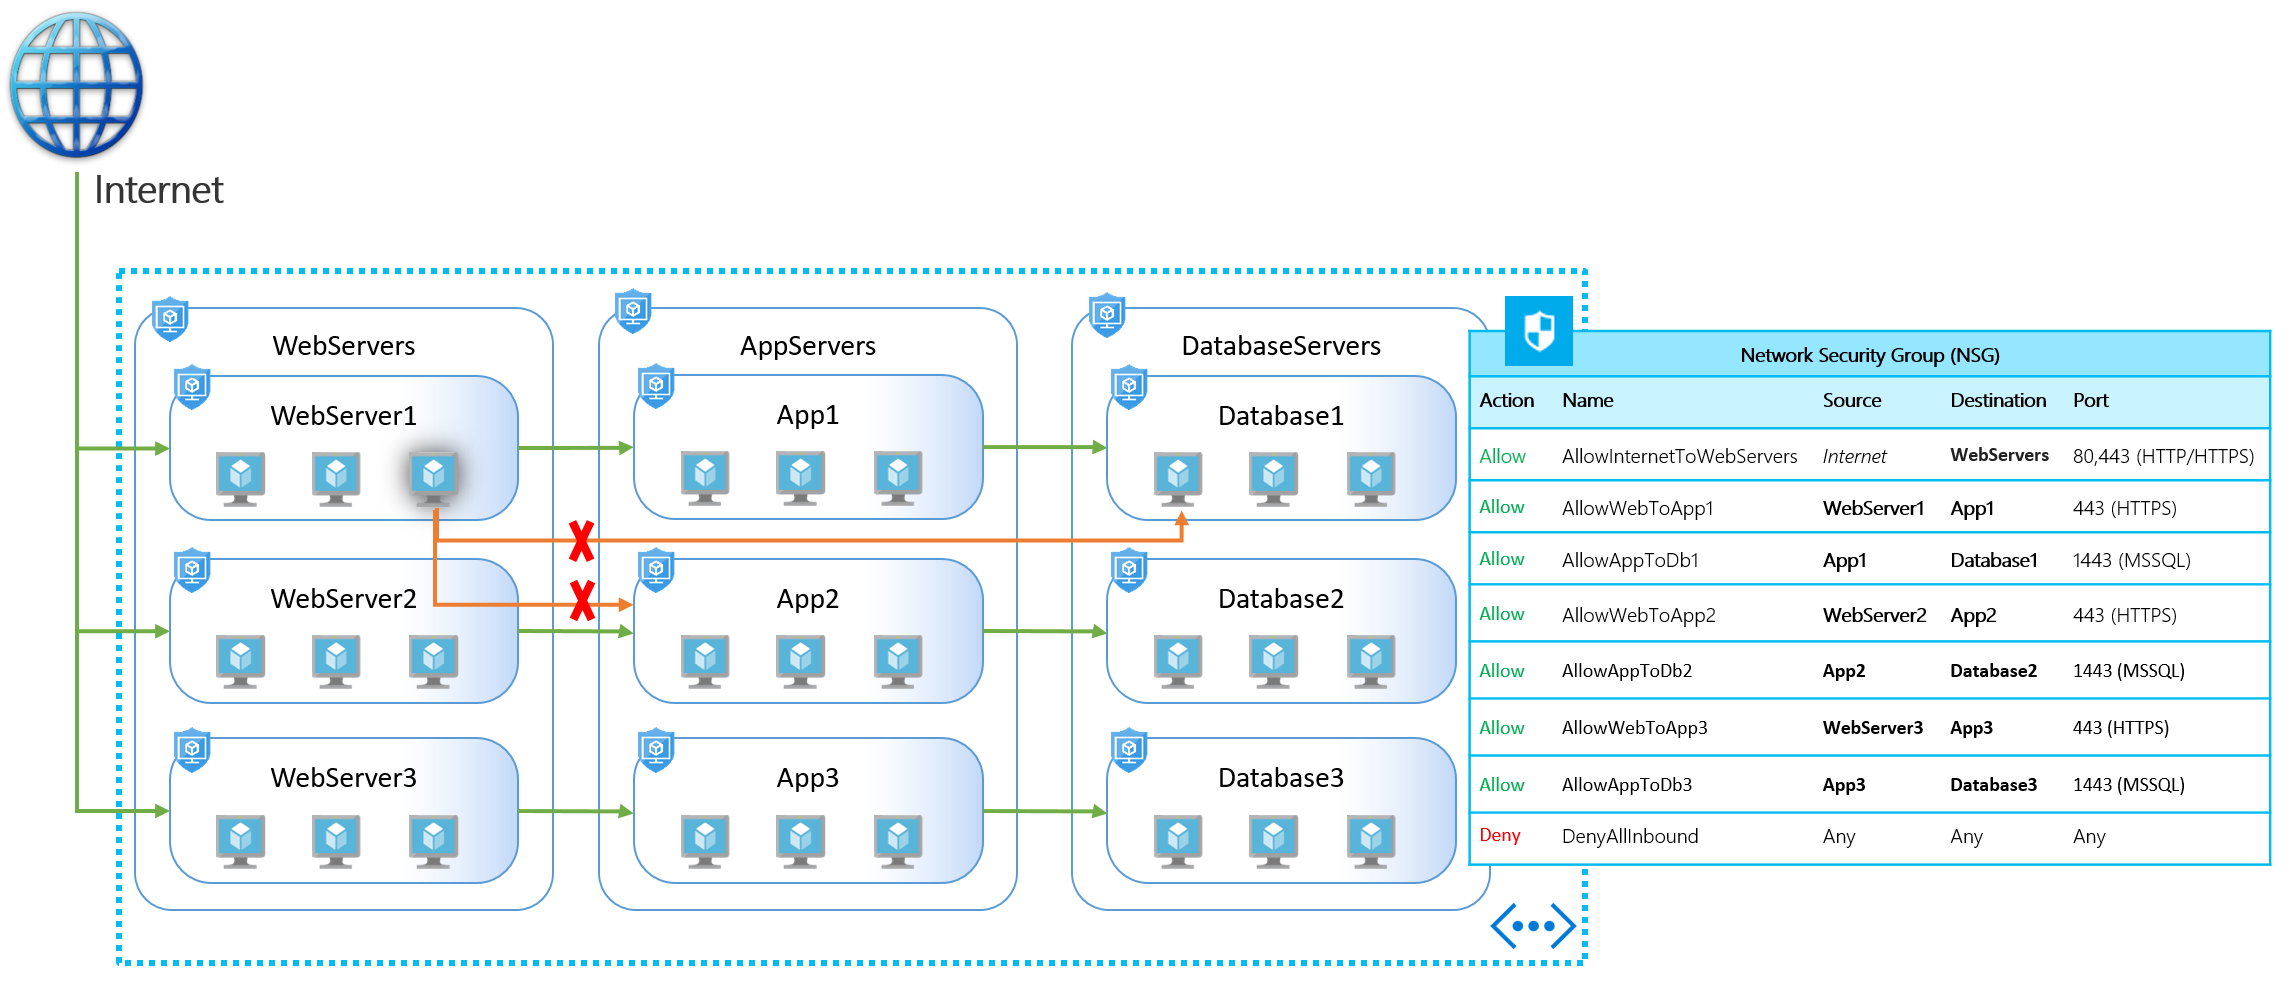 Internet
WebServers
AppServers
DatabaseServers
WebServer1
App1
Database1
WebServer2
App2
Database2
WebServer3
App3
Database3
Network Security Group (NSG)
Action Name Source Destination Port
Allow AllowInternetToWebServers Internet WebServers 80,443 (HTTP/HTTPS)
Allow AllowWebToApp1 WebServer1 App1 443 (HTTPS)
Allow AllowAppToDb1 App1 Database1 1443 (MSSQL)
Allow AllowWebToApp2 WebServer2 App2 443 (HTTPS)
Allow AllowAppToDb2 App2 Database2 1443 (MSSQL)
Allow AllowWebToApp3 WebServer3 App3 443 (HTTPS)
Allow AllowAppToDb3 App3 Database3 1443 (MSSQL)
Deny DenyAllInbound Any Any Any